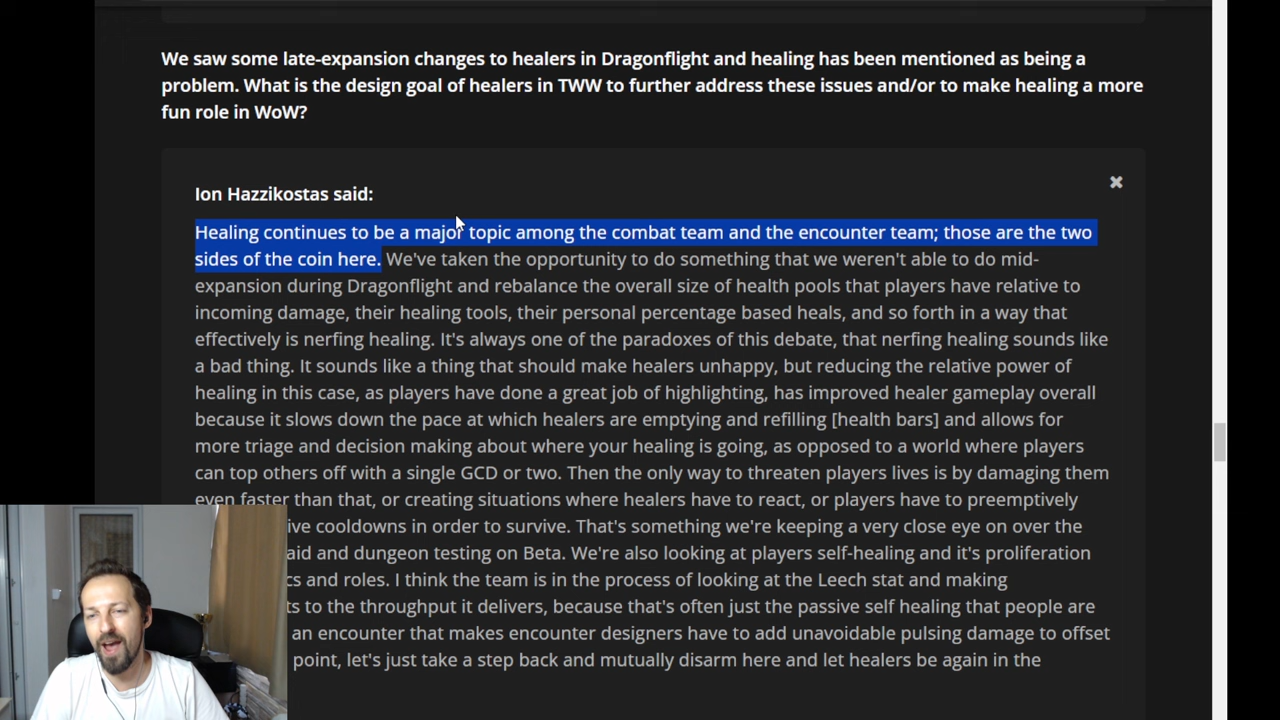 We saw some late-expansion changes to healers in Dragonflight and healing has been mentioned as being a
problem. What is the design goal of healers in TWW to further address these issues and/or to make healing a more
fun role in WoW?
Ion Hazzikostas said:
Healing continues to be a major topic among the combat team and the encounter team; those are the two
sides of the coin here. We've taken the opportunity to do something that we weren't able to do mid-
expansion during Dragonflight and rebalance the overall size of health pools that players have relative to
incoming damage, their healing tools, their personal percentage based heals, and so forth in a way that
effectively is nerfing healing. It's always one of the paradoxes of this debate, that nerfing healing sounds like
a bad thing. It sounds like a thing that should make healers unhappy, but reducing the relative power of
healing in this case, as players have done a great job of highlighting, has improved healer gameplay overall
because it slows down the pace at which healers are emptying and refilling [health bars] and allows for
more triage and decision making about where your healing is going, as opposed to a world where players
can top others off with a single GCD or two. Then the only way to threaten players lives is by damaging them
even faster than that, or creating situations where healers have to react, or players have to preemptively
ive cooldowns in order to survive. That's something we're keeping a very close eye on over the
aid and dungeon testing on Beta. We're also looking at players self-healing and it's proliferation
cs and roles. I think the team is in the process of looking at the Leech stat and making
ts to the throughput it delivers, because that's often just the passive self healing that people are
an encounter that makes encounter designers have to add unavoidable pulsing damage to offset
point, let's just take a step back and mutually disarm here and let healers be again in the